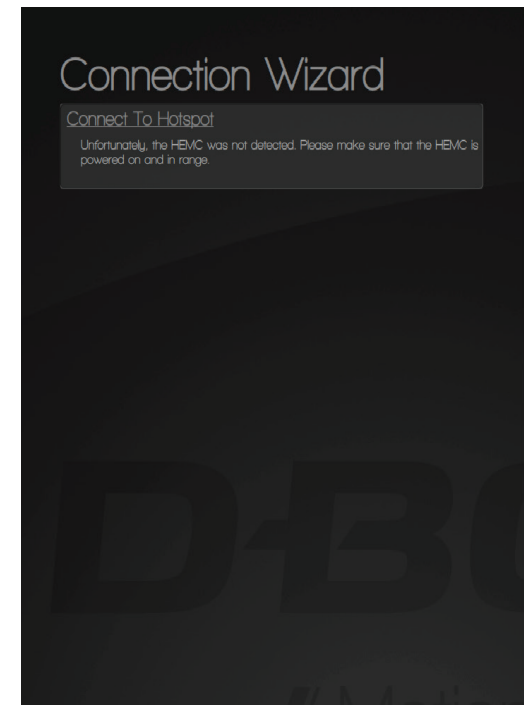 Connection Wizard
Connect To Hotspot
Unfortunately, the HEMC was not detected. Please make sure that the HEMC is
powered on and in range.
D-BO